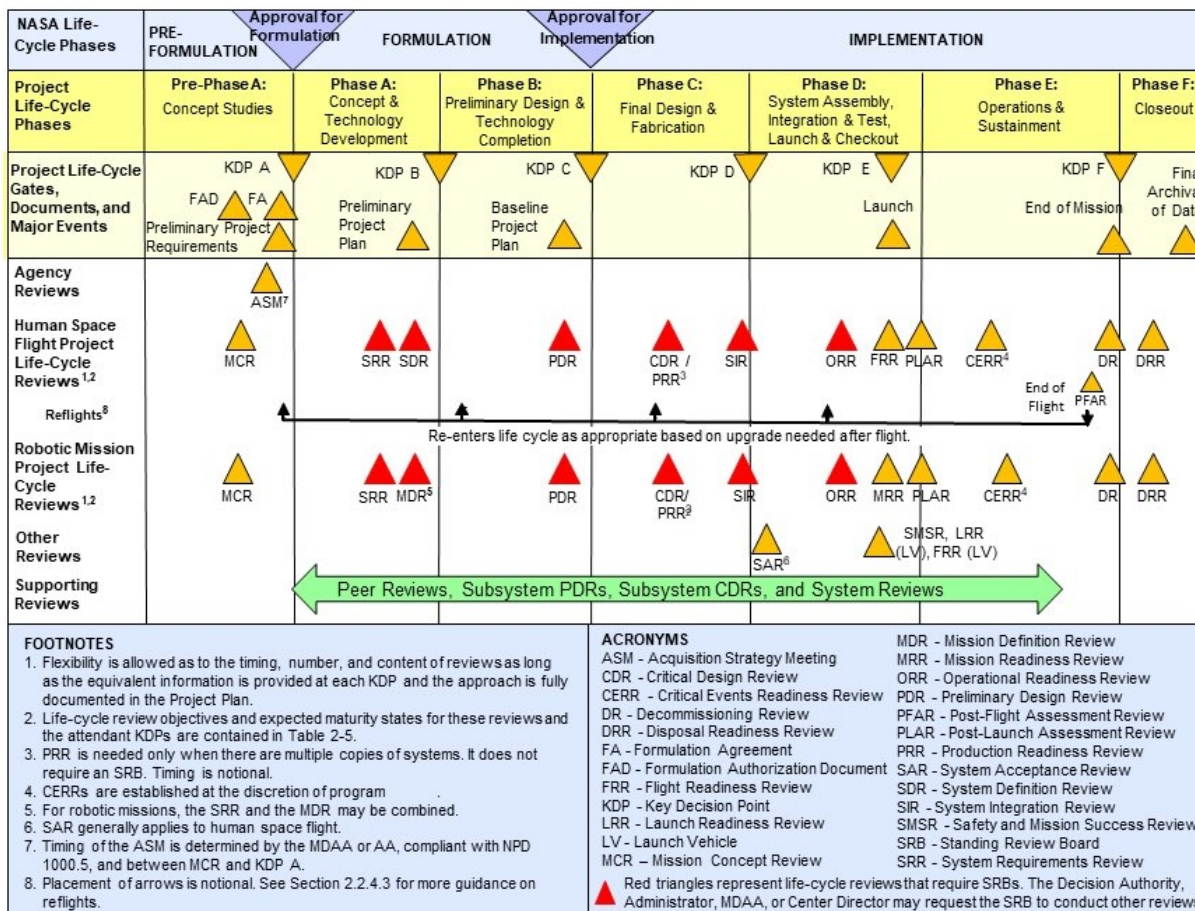 NASA Life-
Cycle Phases
PRE-
FORMULATION
Approval for
Formulation
FORMULATION
Approval for
Implementation
IMPLEMENTATION
Project
Life-Cycle
Phases
Pre-Phase A:
Concept Studies
Phase A:
Concept &
Technology
Development
Phase B:
Preliminary Design &
Technology
Completion
Phase C:
Final Design &
Fabrication
Phase D:
System Assembly,
Integration & Test,
Launch & Checkout
Phase E:
Operations &
Sustainment
Phase F:
Closeout
Project Life-Cycle
Gates,
Documents, and
Major Events
KDP A
KDP B
KDP C
KDP D
KDP E
KDP F
FAD
FA
Preliminary Project
Requirements
Preliminary
Project
Plan
Baseline
Project
Plan
Launch
End of Mission
Fina
Archiva
of Dat
Agency
Reviews
ASM7
Human Space
Flight Project
Life-Cycle
Reviews1,2
MCR
SRR
SDR
PDR
CDR /
PRR3
SIR
ORR
FRR
PLAR
CERR4
DR
DRR
End of
Flight
PFAR
Reflights8
Re-enters life cycle as appropriate based on upgrade needed after flight.
Robotic Mission
Project Life-
Cycle
Reviews1,2
MCR
SRR
MDR5
PDR
CDR/
PRR3
SIR
ORR
MRR
PLAR
CERR4
DR
DRR
Other
Reviews
SAR6
SMSR, LRR
(LV), FRR (LV)
Supporting
Reviews
Peer Reviews, Subsystem PDRs, Subsystem CDRs, and System Reviews
FOOTNOTES
1. Flexibility is allowed as to the timing, number, and content of reviews as long
as the equivalent information is provided at each KDP and the approach is fully
documented in the Project Plan.
2. Life-cycle review objectives and expected maturity states for these reviews and
the attendant KDPs are contained in Table 2-5.
3. PRR is needed only when there are multiple copies of systems. It does not
require an SRB. Timing is notional.
4. CERRs are established at the discretion of program .
5. For robotic missions, the SRR and the MDR may be combined.
6. SAR generally applies to human space flight.
7. Timing of the ASM is determined by the MDAA or AA, compliant with NPD
1000.5, and between MCR and KDP A.
8. Placement of arrows is notional. See Section 2.2.4.3 for more guidance on
reflights.
ACRONYMS
ASM - Acquisition Strategy Meeting
CDR - Critical Design Review
CERR - Critical Events Readiness Review
DR - Decommissioning Review
DRR - Disposal Readiness Review
FA - Formulation Agreement
FAD - Formulation Authorization Document
FRR - Flight Readiness Review
KDP - Key Decision Point
LRR - Launch Readiness Review
LV - Launch Vehicle
MCR – Mission Concept Review
MDR - Mission Definition Review
MRR - Mission Readiness Review
ORR - Operational Readiness Review
PDR - Preliminary Design Review
PFAR - Post-Flight Assessment Review
PLAR - Post-Launch Assessment Review
PRR - Production Readiness Review
SAR - System Acceptance Review
SDR - System Definition Review
SIR - System Integration Review
SMSR - Safety and Mission Success Review
SRB - Standing Review Board
SRR - System Requirements Review
Red triangles represent life-cycle reviews that require SRBs. The Decision Authority,
Administrator, MDAA, or Center Director may request the SRB to conduct other reviews